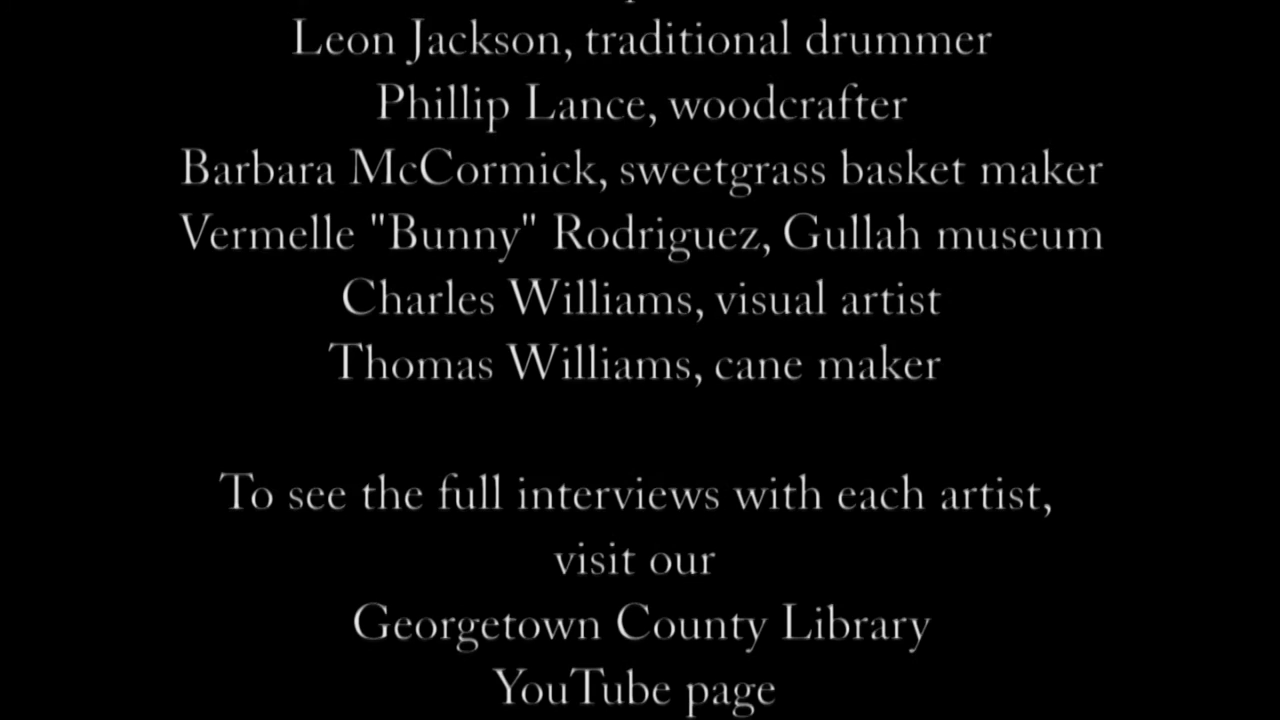 Leon Jackson, traditional drummer
Phillip Lance, woodcrafter
Barbara McCormick, sweetgrass basket maker
Vermelle "Bunny" Rodriguez, Gullah museum
Charles Williams, visual artist
Thomas Williams, cane maker
To see the full interviews with each artist,
visit our
Georgetown County Library
YouTube page